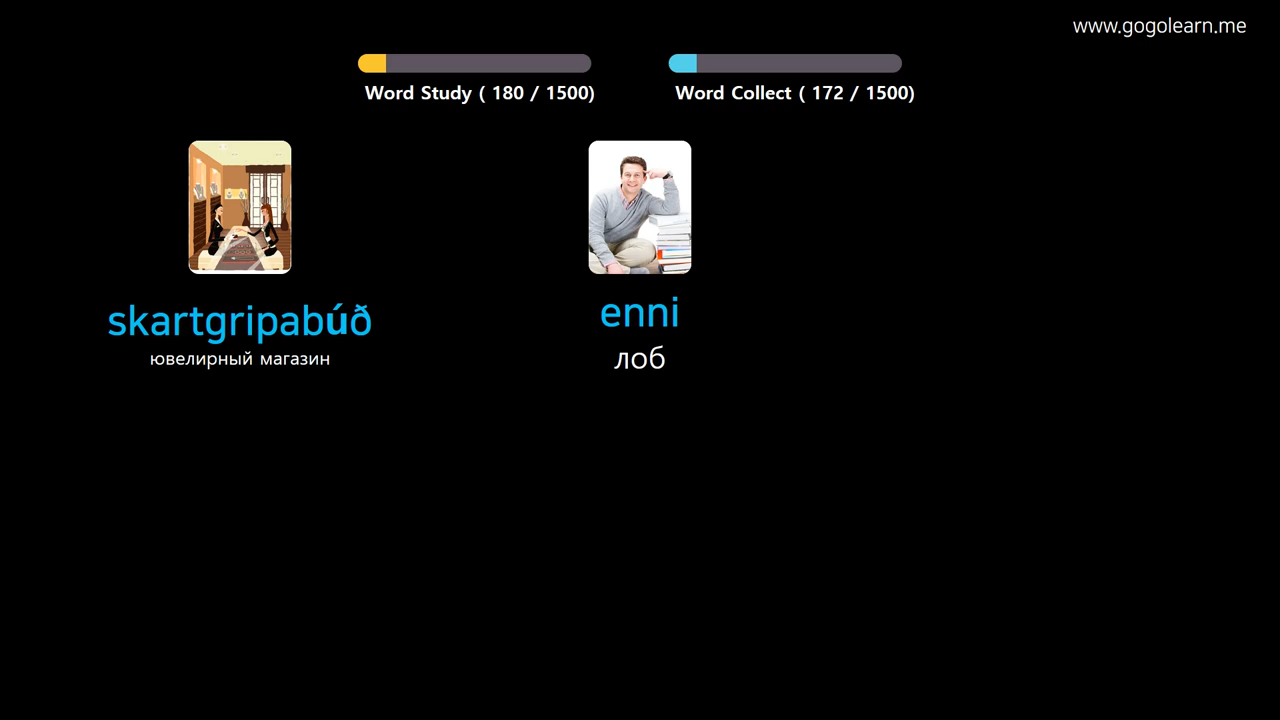 www.gogolearn.me
Word Study ( 180 / 1500)
Word Collect ( 172 / 1500)
skartgripabúð
ювелирный магазин
enni
лоб